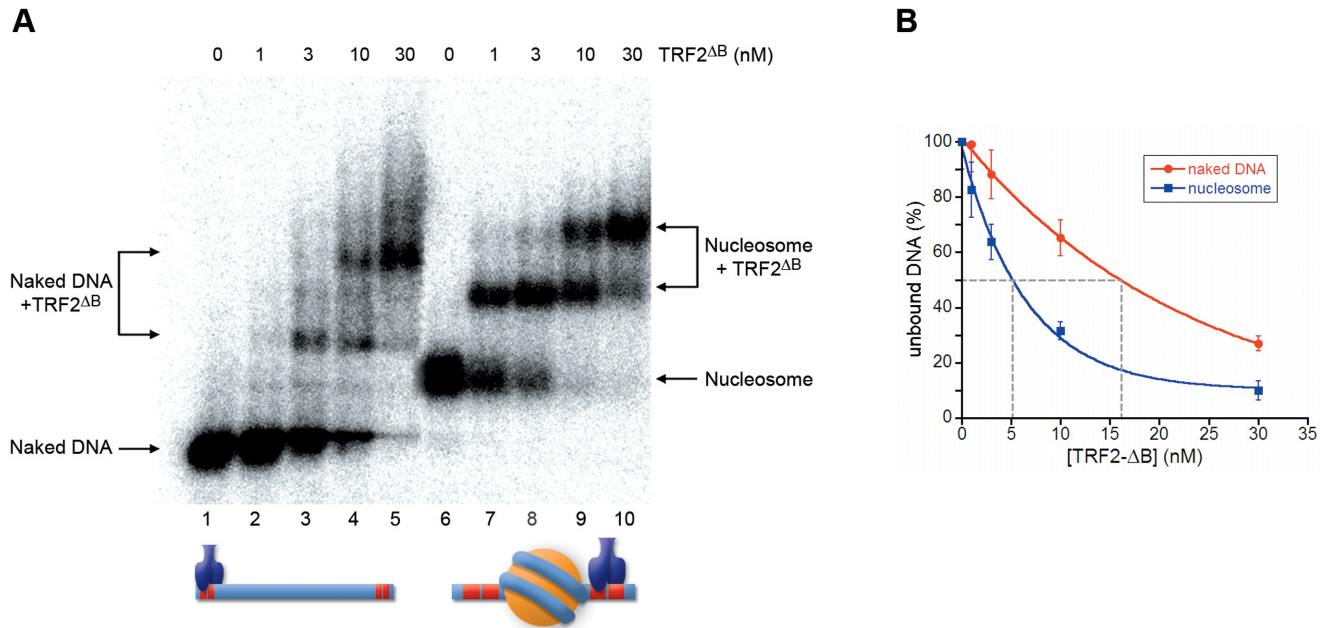 A
0 1 3 10 30 0 1 3 10 30 TRF2ΔB (nM)
Naked DNA
+TRF2ΔB
Naked DNA
Nucleosome
+ TRF2ΔB
Nucleosome
1 2 3 4 5 6 7 8 9 10
B
100
80
60
40
20
0
unbound DNA (%)
naked DNA
nucleosome
0 5 10 15 20 25 30 35
[TRF2-ΔB] (nM)